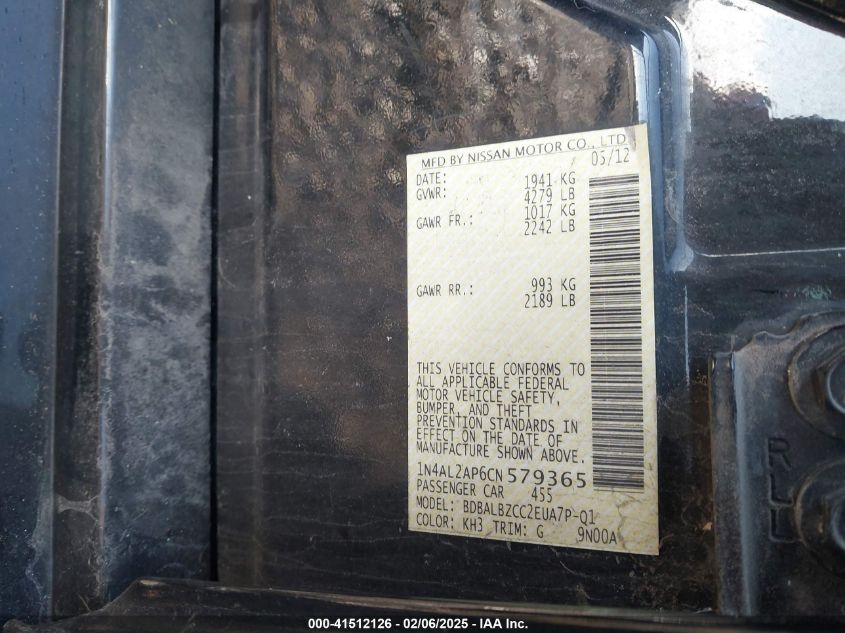 MFD BY NISSAN MOTOR CO., LTD
DATE: 05/12
GVWR: 1941 KG
4279 LB
GAWR FR.: 1017 KG
2242 LB
GAWR RR.: 993 KG
2189 LB
THIS VEHICLE CONFORMS TO
ALL APPLICABLE FEDERAL
MOTOR VEHICLE SAFETY,
BUMPER, AND THEFT
PREVENTION STANDARDS IN
EFFECT ON THE DATE OF
MANUFACTURE SHOWN ABOVE.
1N4AL2AP6CN579365
PASSENGER CAR 455
MODEL: BDBALBZCC2EUA7P-Q1
COLOR: KH3 TRIM: G 9N00A
RLU
000-41512126 - 02/06/2025 - IAA Inc.